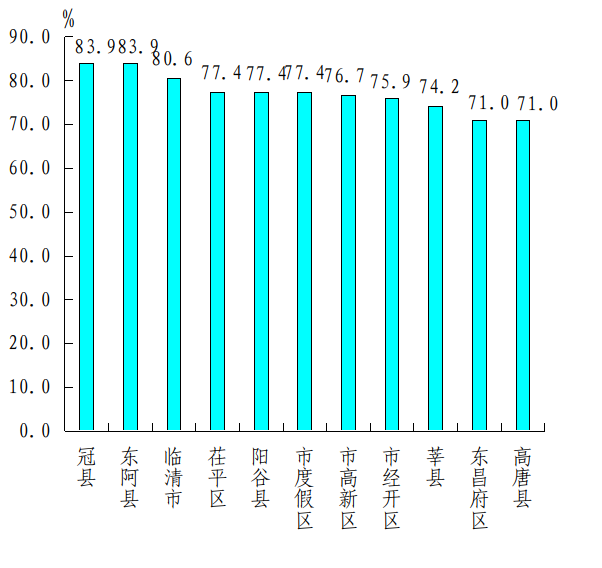 %
90.0
80.0
70.0
60.0
50.0
40.0
30.0
20.0
10.0
0.0
83.9
83.9
80.6
77.4
77.4
77.4
76.7
75.9
74.2
71.0
71.0
冠县
东阿县
临清市
茌平区
阳谷县
市度假区
市高新区
市经开区
莘县
东昌府区
高唐县